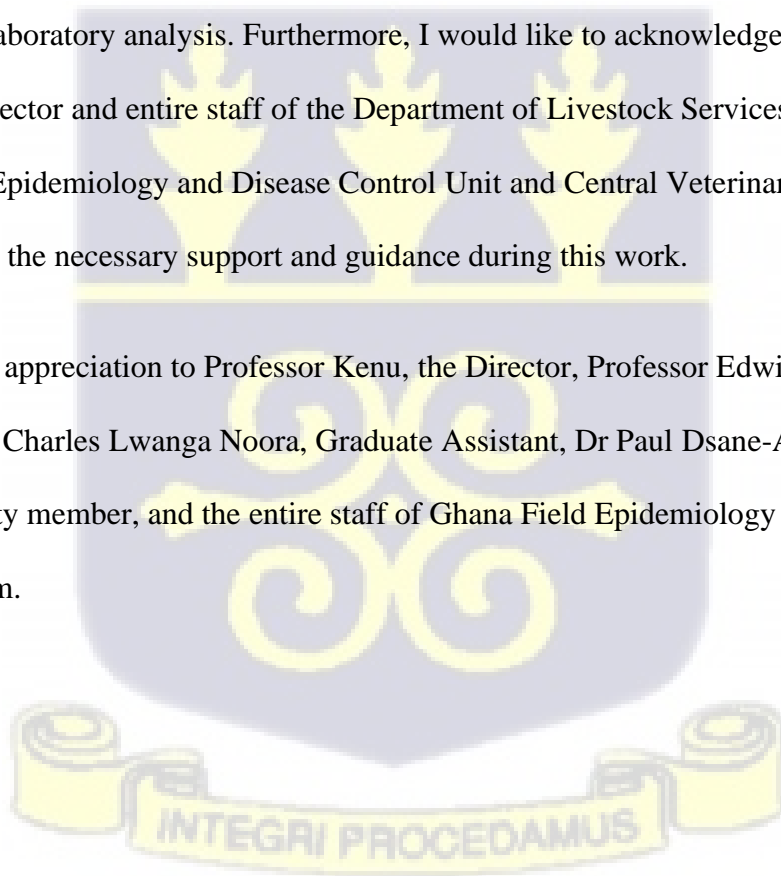 aboratory analysis. Furthermore, I would like to acknowledge
ector and entire staff of the Department of Livestock Services
Epidemiology and Disease Control Unit and Central Veterinar
the necessary support and guidance during this work.
appreciation to Professor Kenu, the Director, Professor Edwi
Charles Lwanga Noora, Graduate Assistant, Dr Paul Dsane-A
ty member, and the entire staff of Ghana Field Epidemiology
m.
INTEGRI PROCEDAMUS